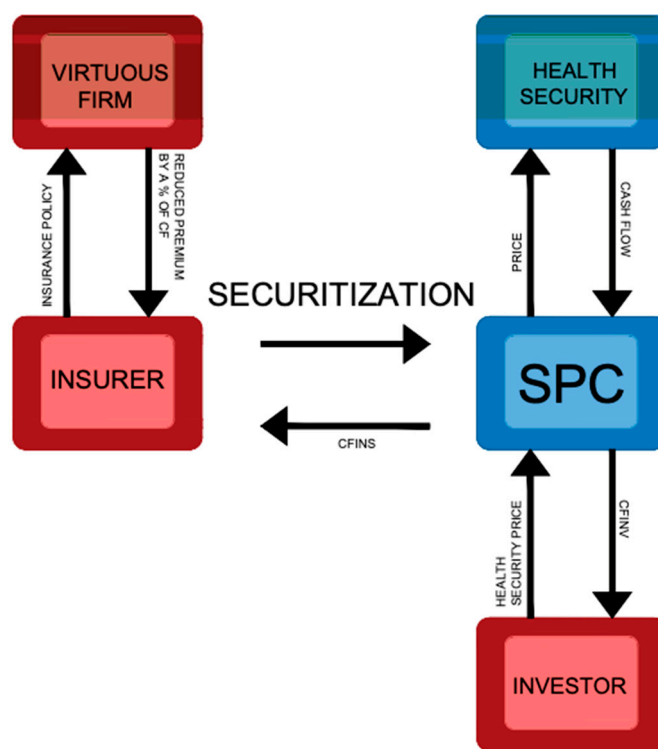 VIRTUOUS
FIRM
HEALTH
SECURITY
INSURANCE POLICY
REDUCED PREMIUM
BY A % OF CF
PRICE
CASH FLOW
SECURITIZATION
INSURER
SPC
CFINS
HEALTH
SECURITY PRICE
CFINV
INVESTOR